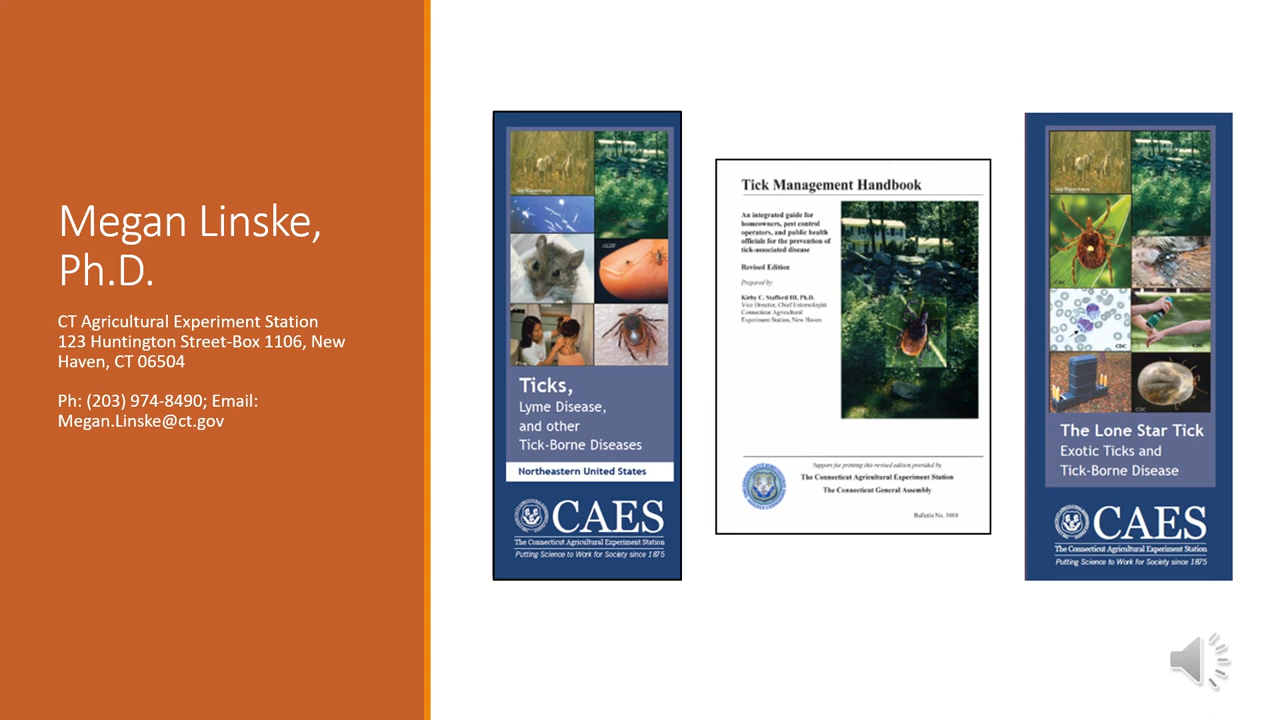 Megan Linske,
Ph.D.
CT Agricultural Experiment Station
123 Huntington Street-Box 1106, New
Haven, CT 06504
Ph: (203) 974-8490; Email:
Megan.Linske@ct.gov
ALDF
Ticks,
Lyme Disease,
and other
Tick-Borne Diseases
Northeastern United States
CAES
The Connecticut Agricultural Experiment Station
Putting Science to Work for Society since 1875
Tick Management Handbook
An integrated guide for
homeowners, pest control
operators, and public health
officials for the prevention of
tick-associated disease
Revised Edition
Prepared by:
Kirby C. Stafford III, Ph.D.
Vice Director, Chief Entomologist
Connecticut Agricultural
Experiment Station, New Haven
Support for printing this revised edition provided by
The Connecticut Agricultural Experiment Station
The Connecticut General Assembly
Bulletin No. 1010
CDC
CDC
CDC
CDC
The Lone Star Tick
Exotic Ticks and
Tick-Borne Disease
CAES
The Connecticut Agricultural Experiment Station
Putting Science to Work for Society since 1875